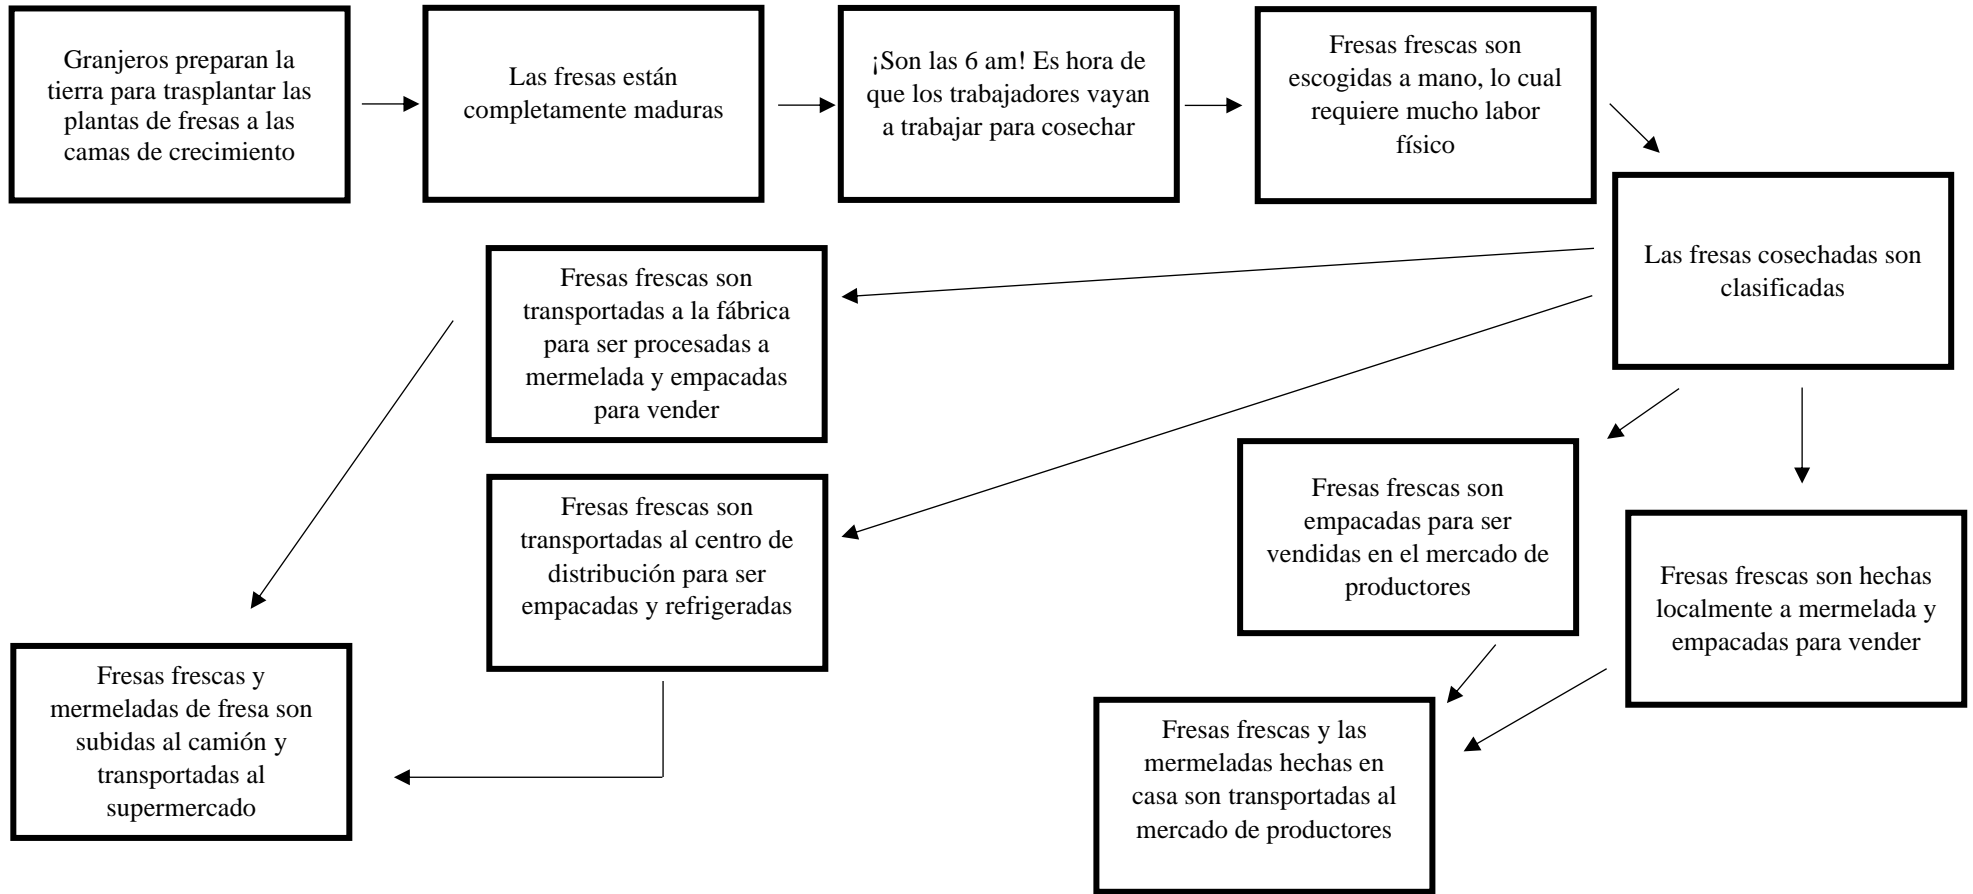 Granjeros preparan la
tierra para trasplantar las
plantas de fresas a las
camas de crecimiento
Las fresas están
completamente maduras
¡Son las 6 am! Es hora de
que los trabajadores vayan
a trabajar para cosechar
Fresas frescas son
escogidas a mano, lo cual
requiere mucho labor
físico
Las fresas cosechadas son
clasificadas
Fresas frescas son
transportadas a la fábrica
para ser procesadas a
mermelada y empacadas
para vender
Fresas frescas son
transportadas al centro de
distribución para ser
empacadas y refrigeradas
Fresas frescas son
empacadas para ser
vendidas en el mercado de
productores
Fresas frescas son hechas
localmente a mermelada y
empacadas para vender
Fresas frescas y
mermeladas de fresa son
subidas al camión y
transportadas al
supermercado
Fresas frescas y las
mermeladas hechas en
casa son transportadas al
mercado de productores